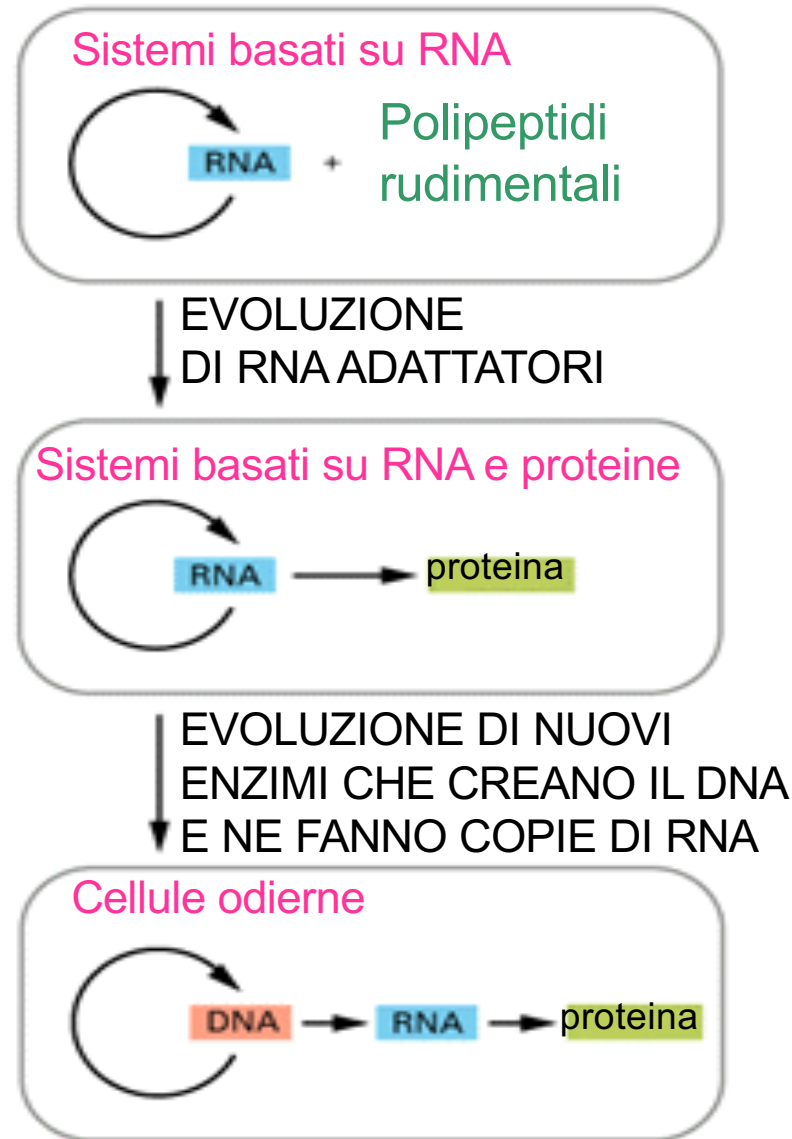 Sistemi basati su RNA
RNA + Polipeptidi
rudimentali
EVOLUZIONE
DI RNA ADATTATORI
Sistemi basati su RNA e proteine
RNA proteina
EVOLUZIONE DI NUOVI
ENZIMI CHE CREANO IL DNA
E NE FANNO COPIE DI RNA
Cellule odierne
DNA RNA proteina